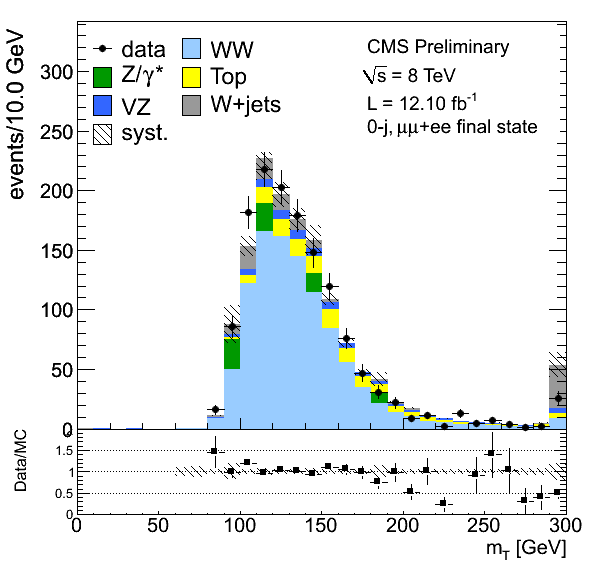 events/10.0 GeV
300
250
200
150
100
50
0
data
WW
Z/γ*
Top
VZ
W+jets
syst.
CMS Preliminary
√s = 8 TeV
L = 12.10 fb⁻¹
0-j, μμ+ee final state
Data/MC
1.5
1
0.5
0
0 50 100 150 200 250 300
m_T [GeV]